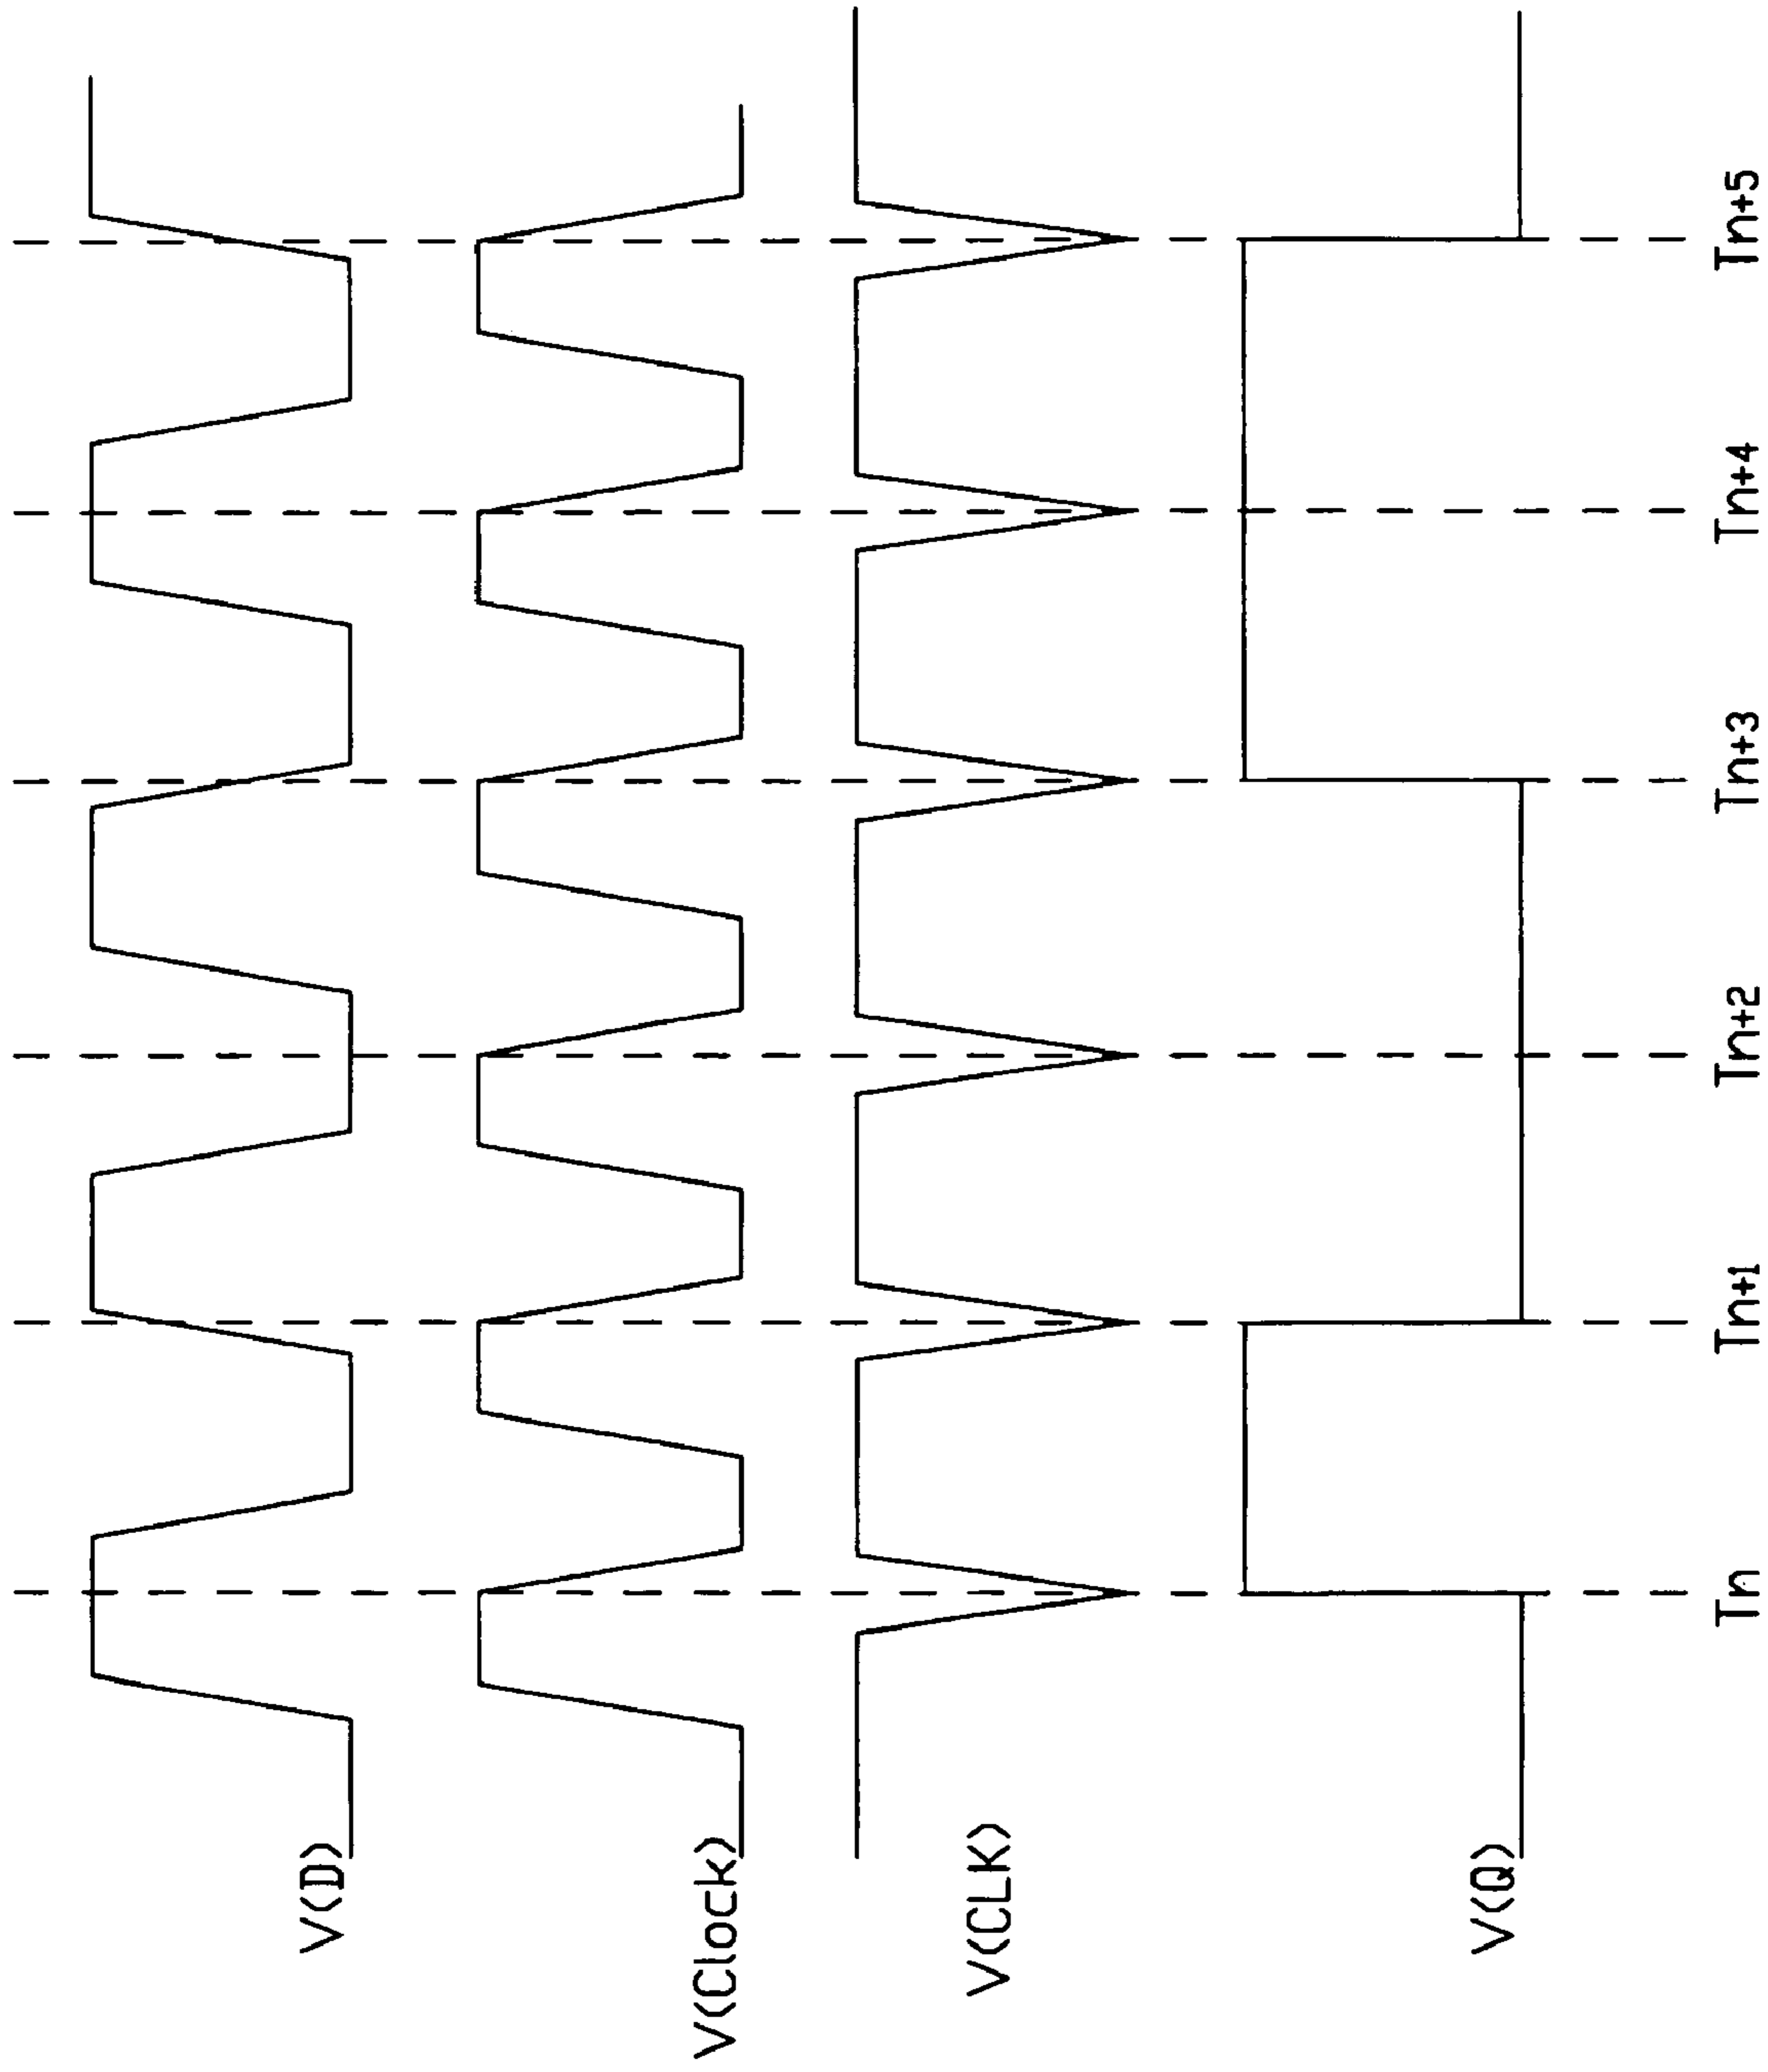 V(D)
V(Clock)
V(CLK)
V(Q)
Tn
Tn+1
Tn+2
Tn+3
Tn+4
Tn+5